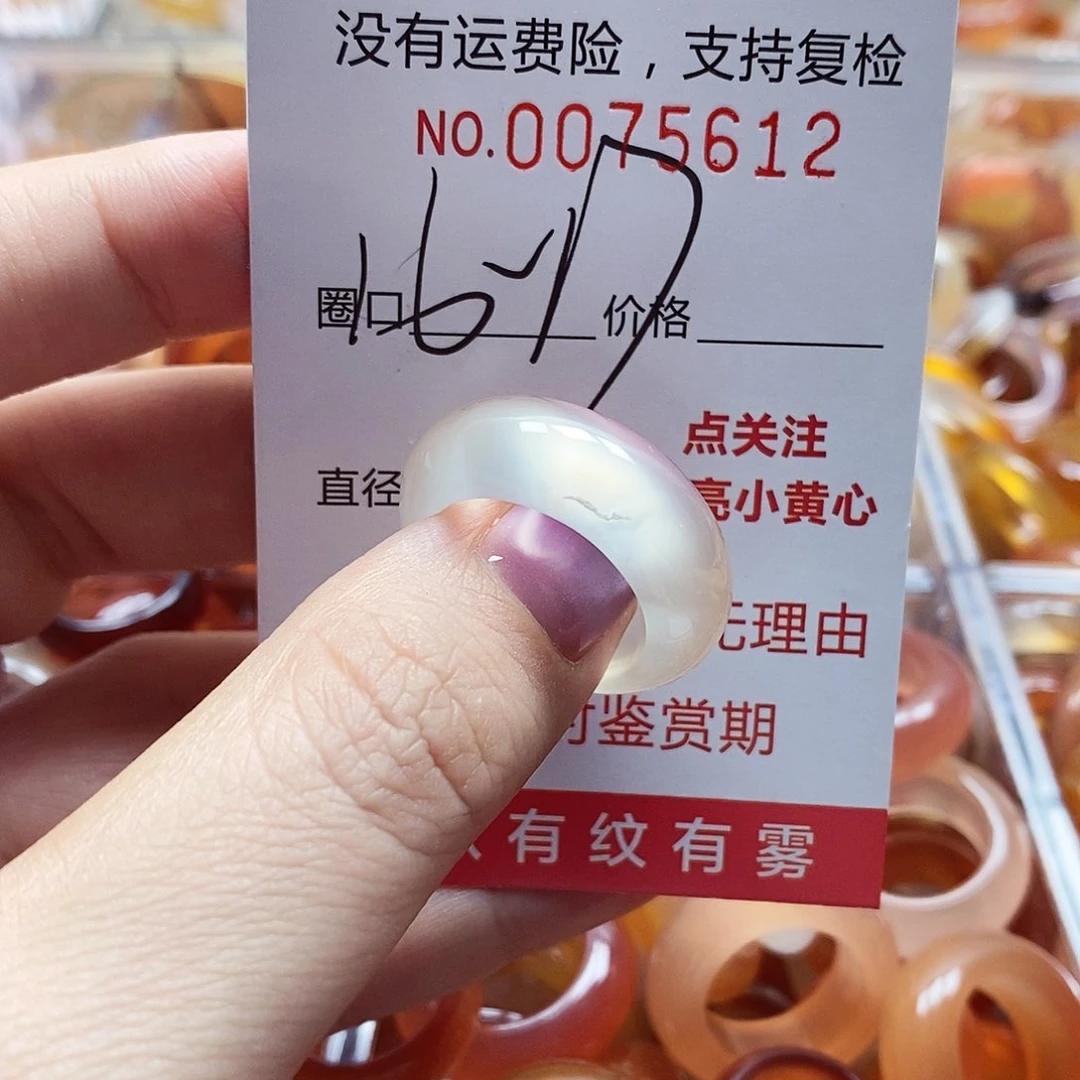 没有运费险，支持复检
NO.0075612
圈口 16-17 价格
直径 点关注
亮小黄心
无理由
时鉴赏期
有纹有雾